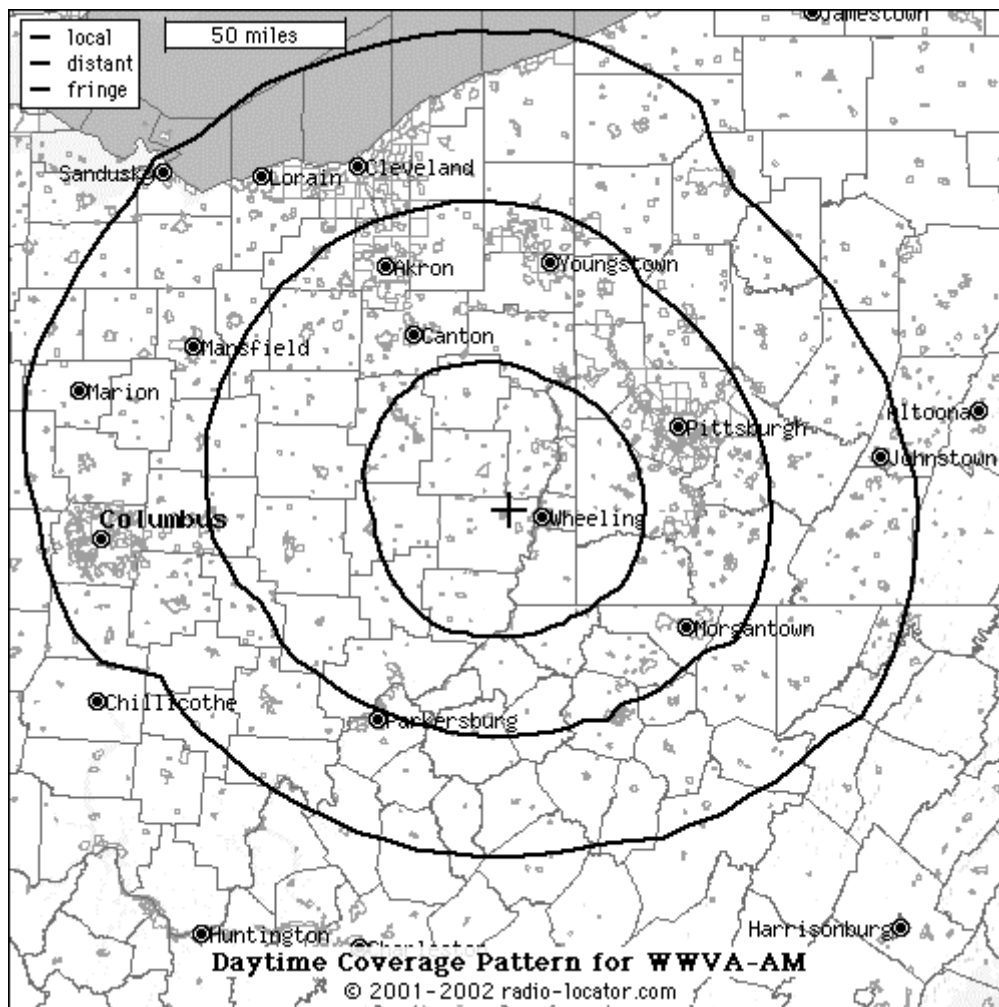 Jamestown
local
50 miles
distant
fringe
Sandusky
Lorain
Cleveland
Akron
Youngstown
Canton
Mansfield
Marion
Altoona
Pittsburgh
Johnstown
Columbus
Wheeling
Morgantown
Chillicothe
Parkersburg
Harrisonburg
Huntington
Charleston
Daytime Coverage Pattern for WWVA-AM
© 2001-2002 radio-locator.com